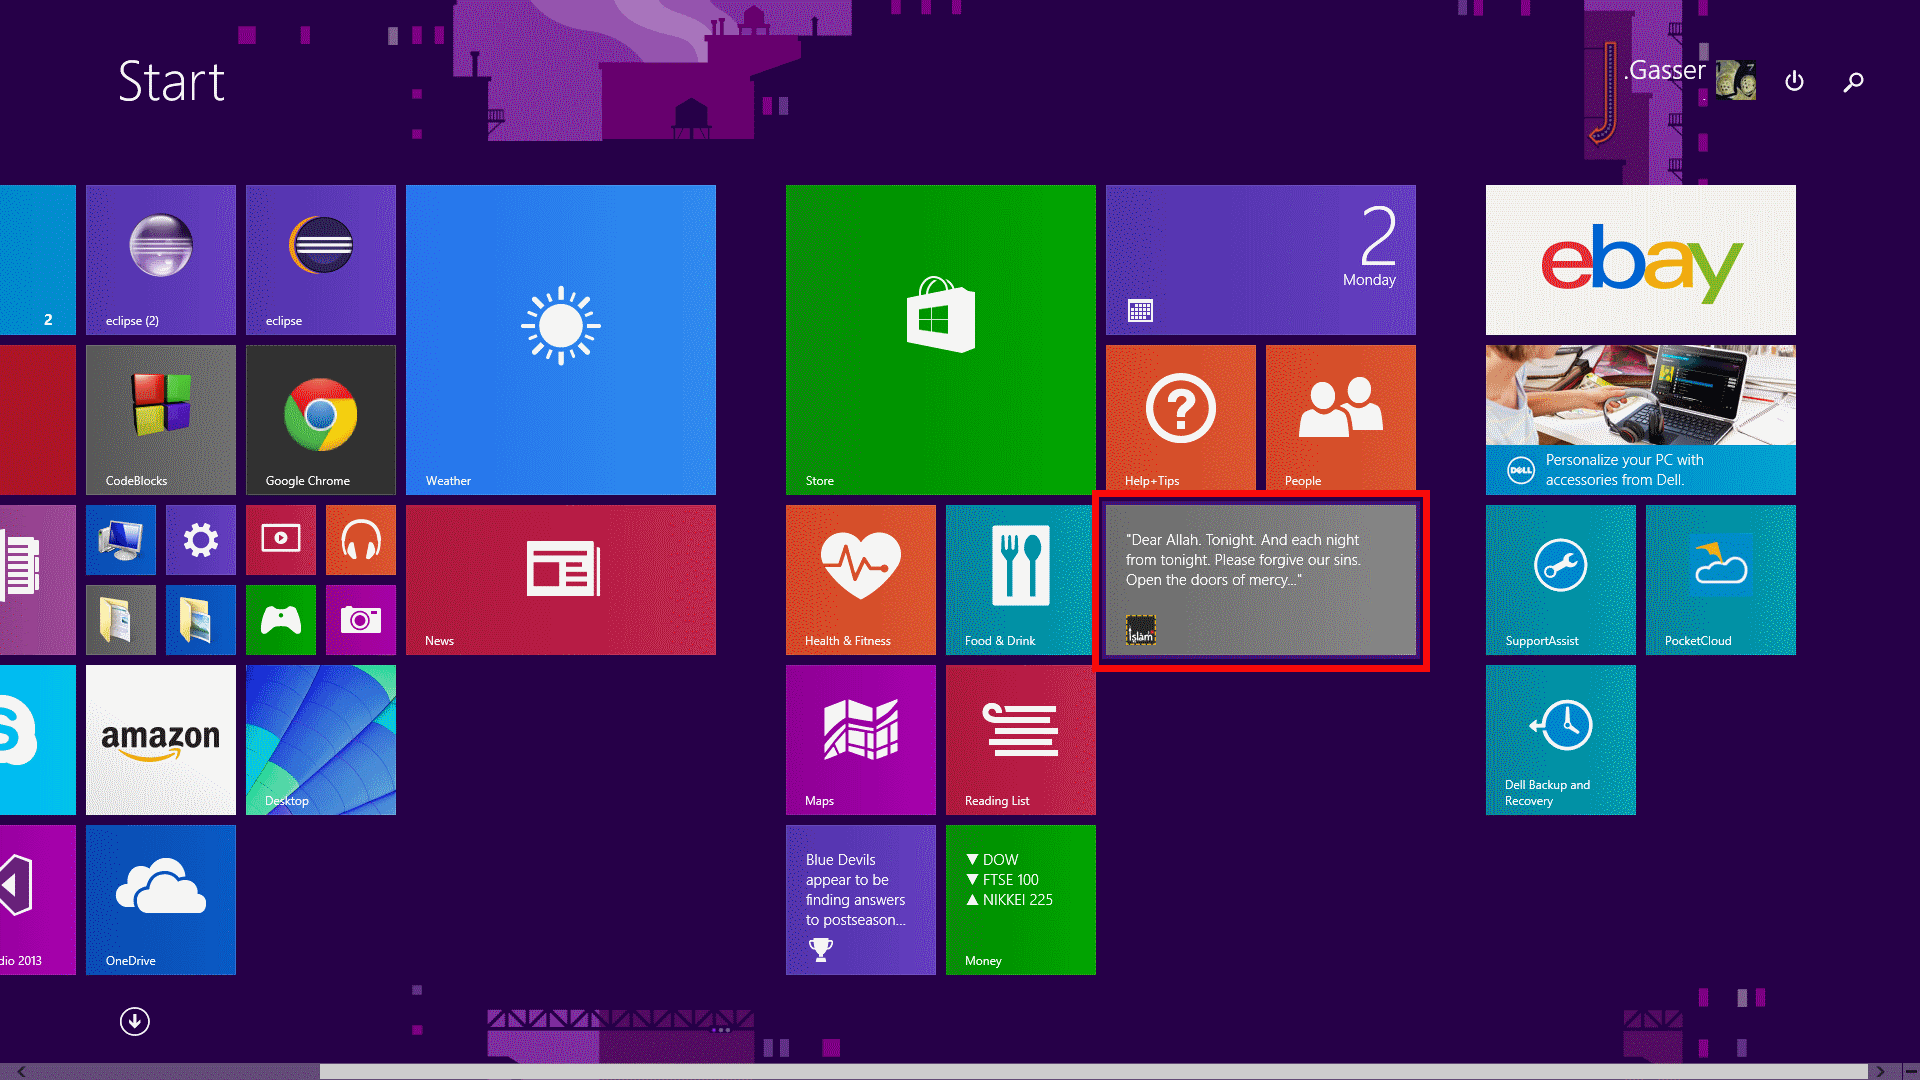 Start
.Gasser
2
eclipse (2)
eclipse
Weather
Store
2
Monday
ebay
CodeBlocks
Google Chrome
Help+Tips
People
DELL
Personalize your PC with
accessories from Dell.
News
Health & Fitness
Food & Drink
"Dear Allah. Tonight. And each night
from tonight. Please forgive our sins.
Open the doors of mercy..."
Islam
SupportAssist
PocketCloud
S
amazon
Desktop
Maps
Reading List
Dell Backup and
Recovery
dio 2013
OneDrive
Blue Devils
appear to be
finding answers
to postseason...
▼ DOW
▼ FTSE 100
▲ NIKKEI 225
Money